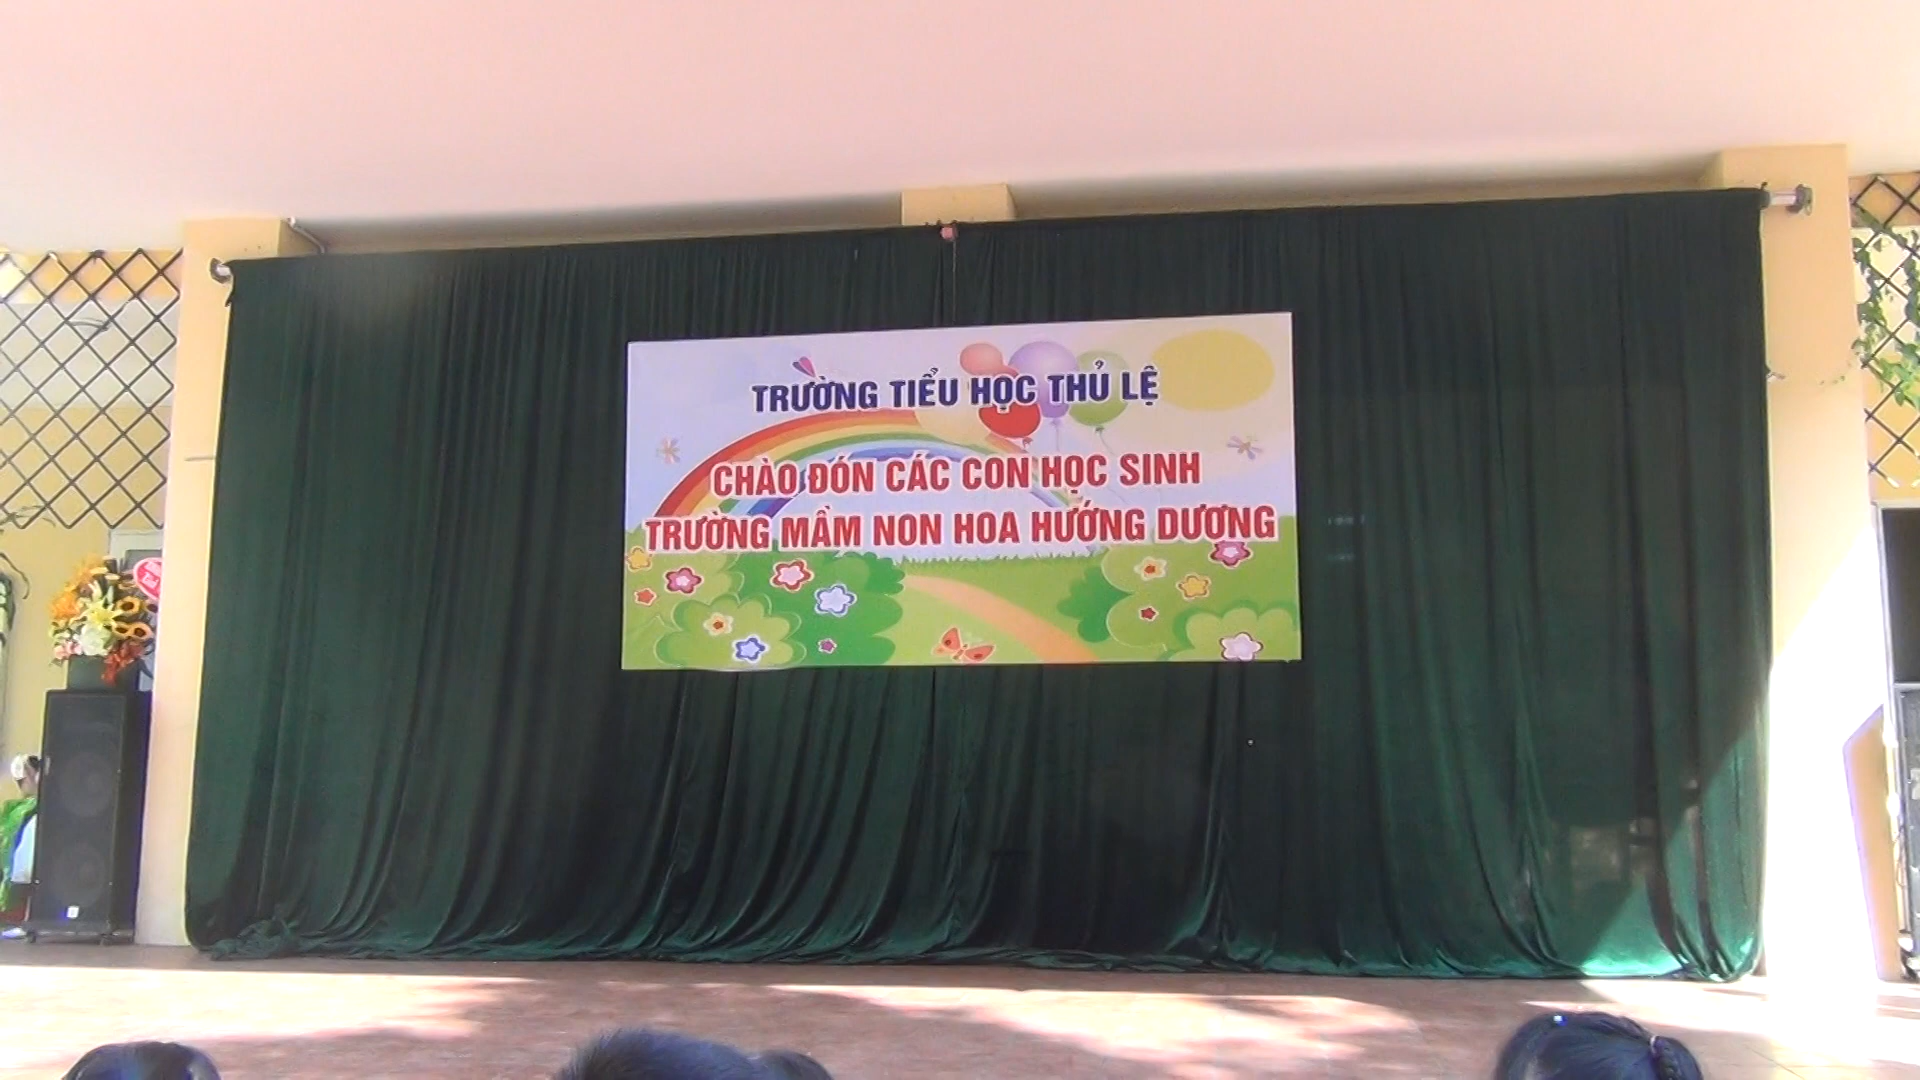 TRƯỜNG TIỂU HỌC THỦ LỆ
CHÀO ĐÓN CÁC CON HỌC SINH
TRƯỜNG MẦM NON HOA HƯỚNG DƯƠNG